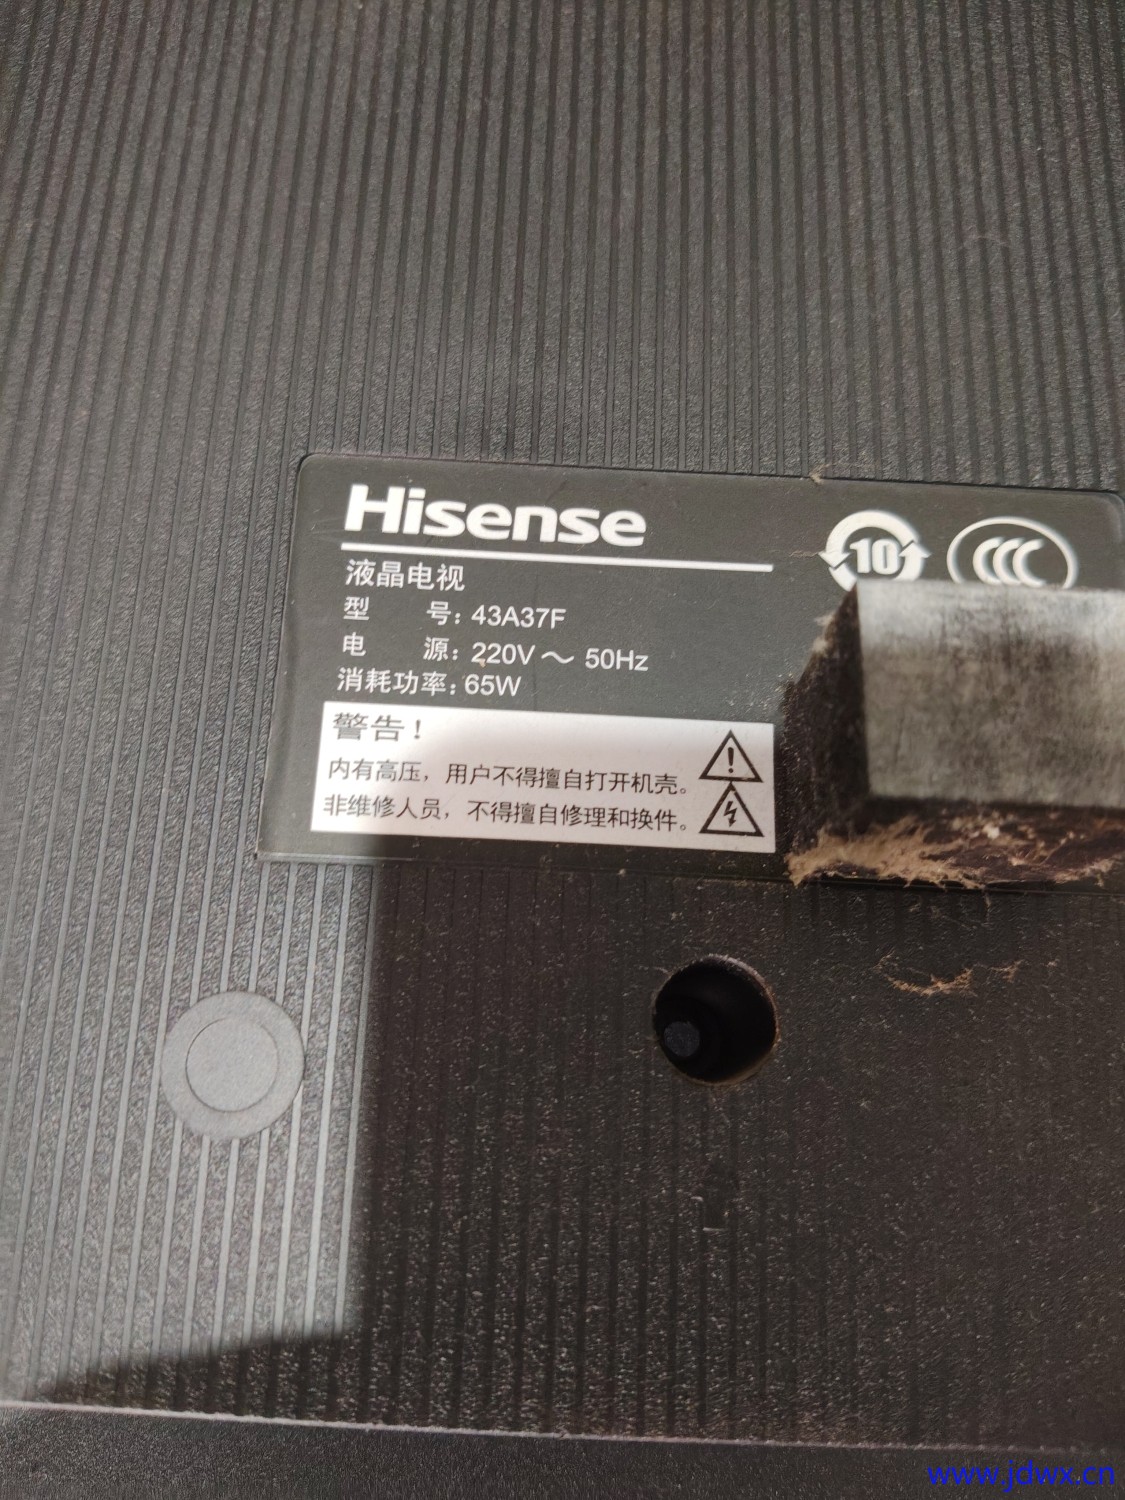 Hisense
10
CCC
液晶电视
型 号: 43A37F
电 源: 220V ～ 50Hz
消耗功率: 65W
警告!
内有高压，用户不得擅自打开机壳。
非维修人员，不得擅自修理和换件。
www.jdwx.cn